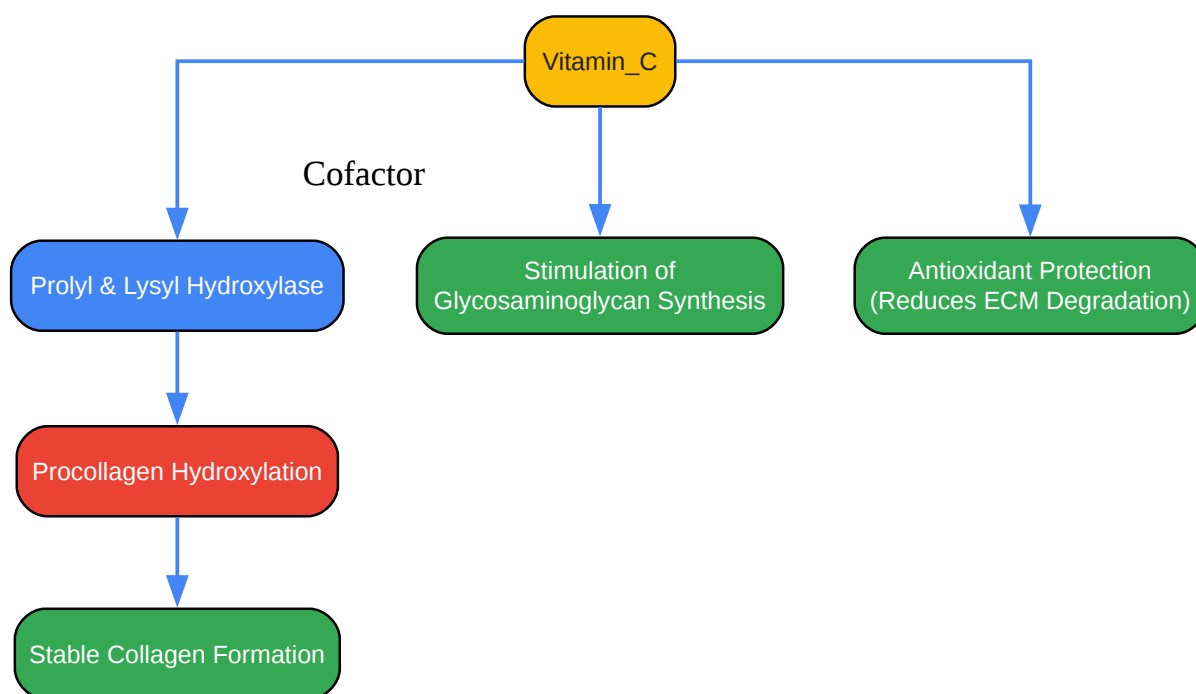 Vitamin_C
Cofactor
Prolyl & Lysyl Hydroxylase
Stimulation of
Glycosaminoglycan Synthesis
Antioxidant Protection
(Reduces ECM Degradation)
Procollagen Hydroxylation
Stable Collagen Formation